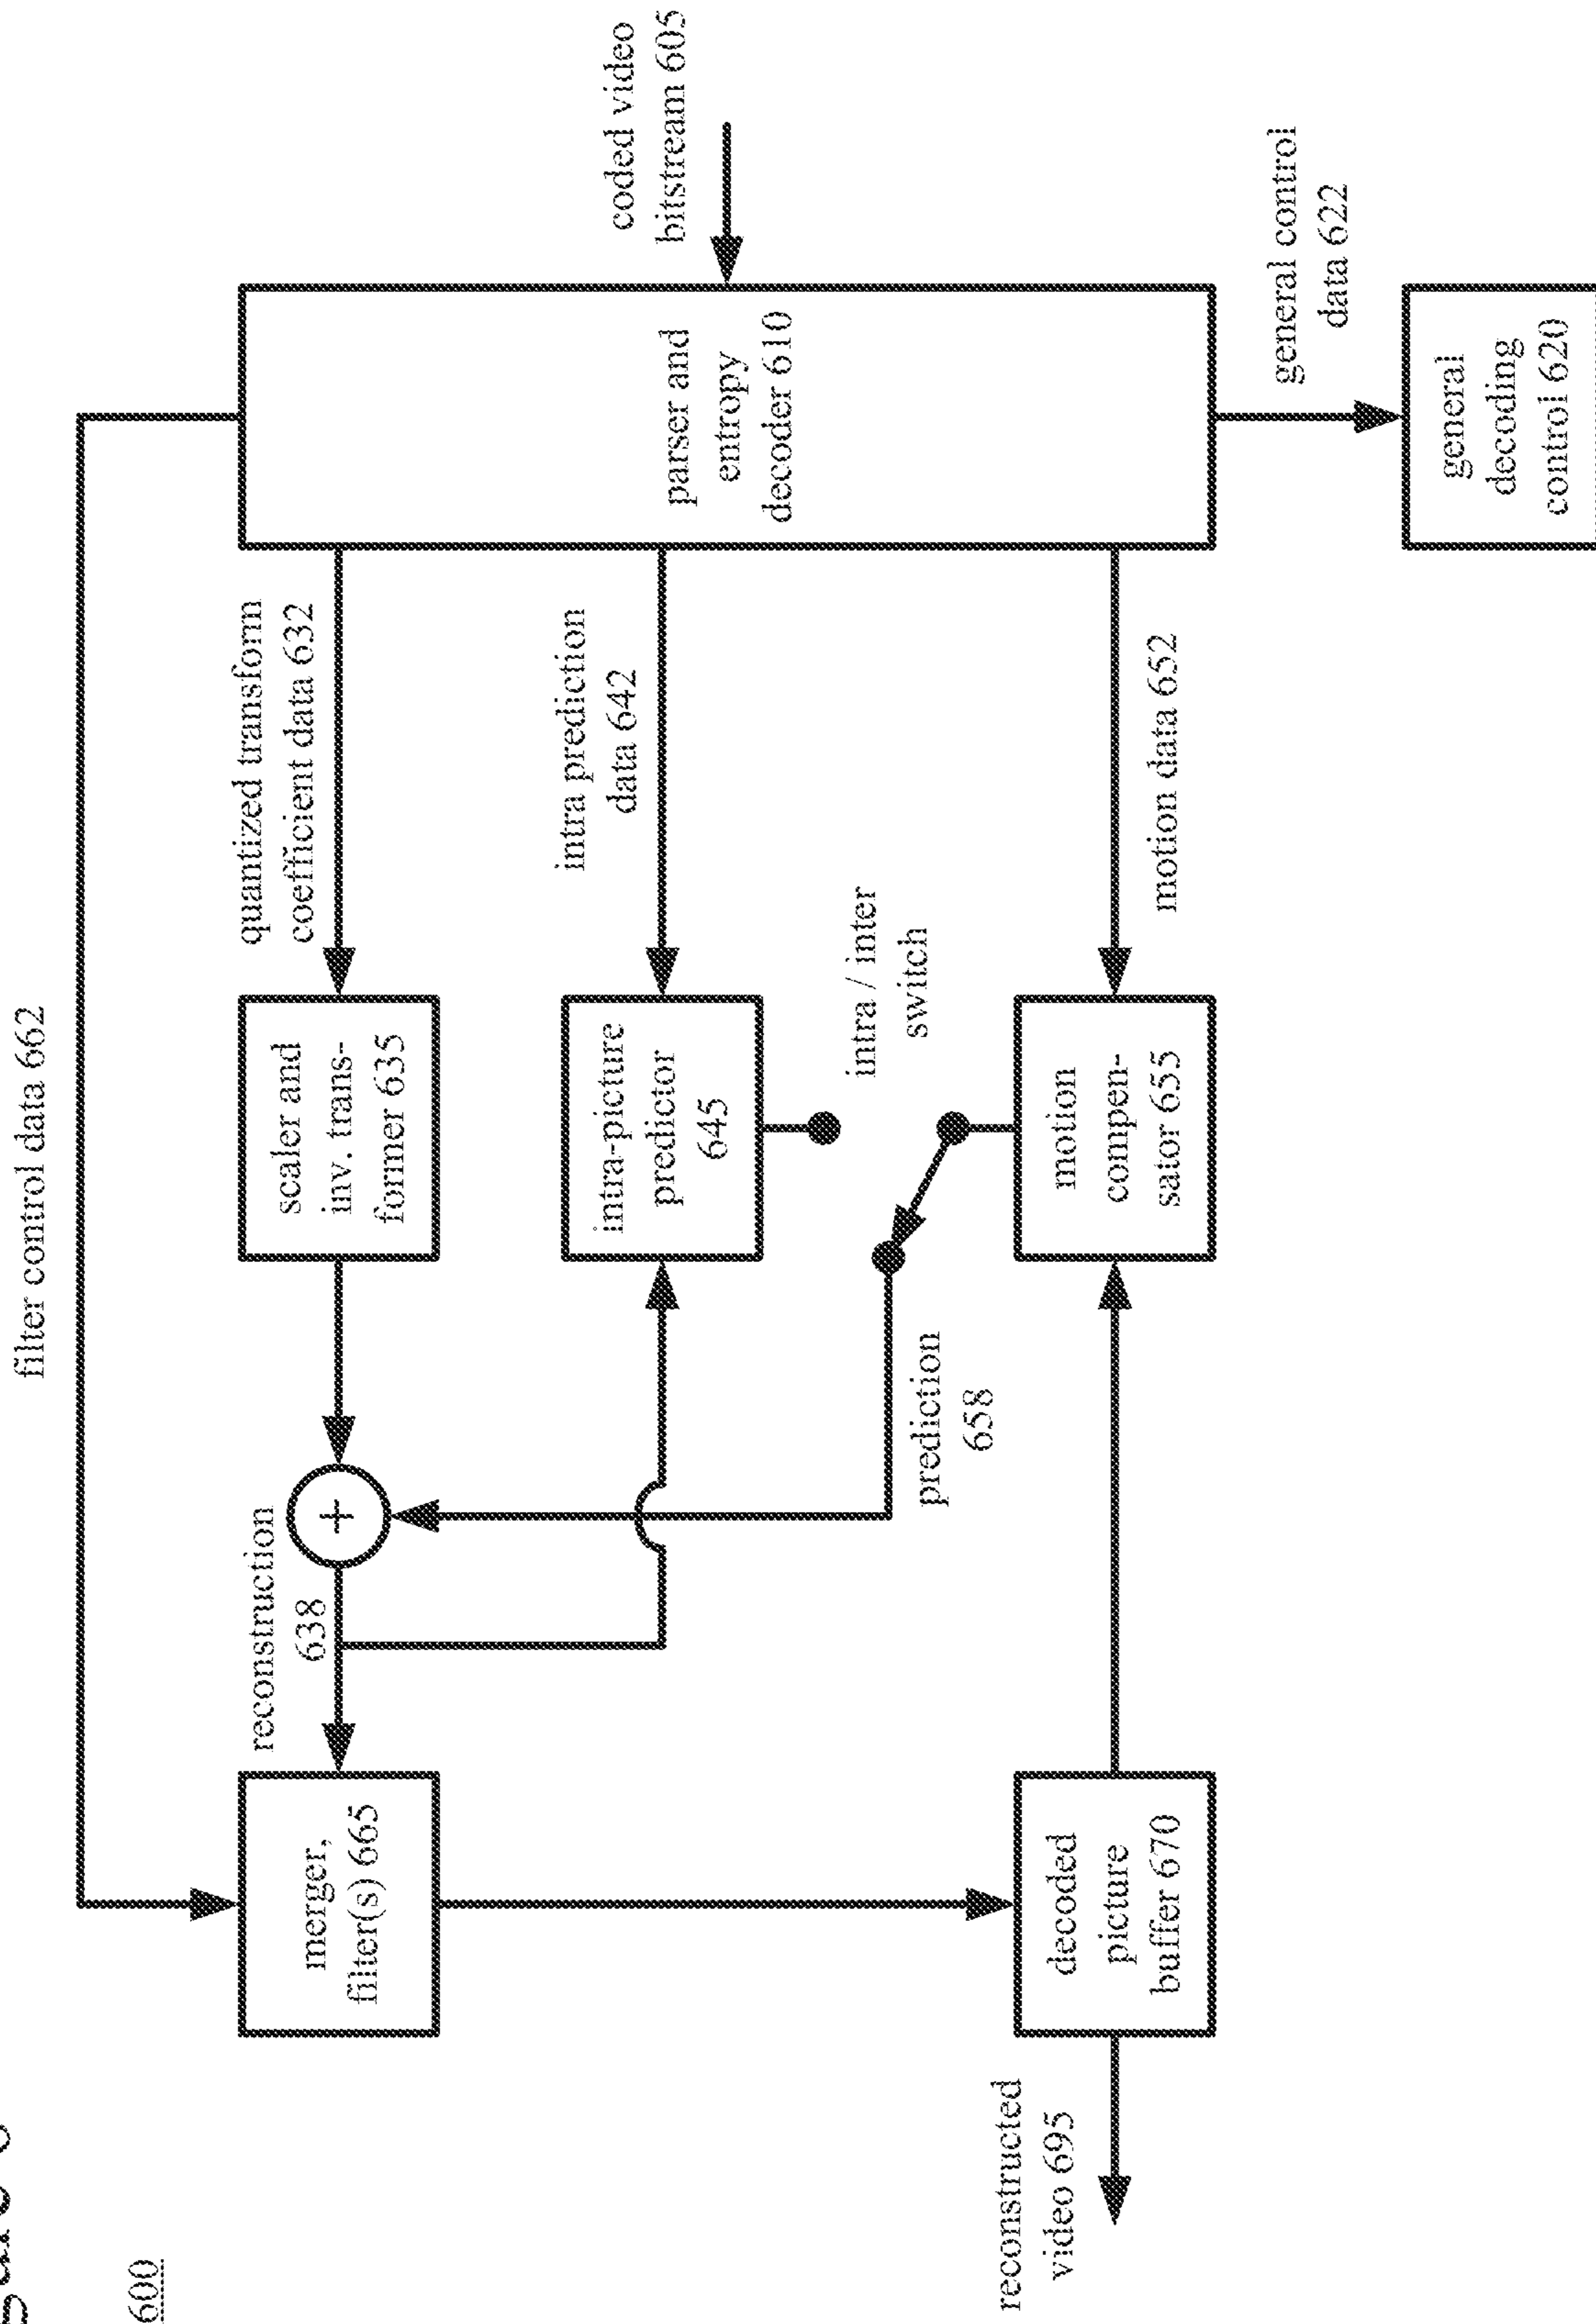 filter control data 662
600
merger,
filter(s) 665
reconstruction
638
+
scaler and
inv. trans-
former 635
quantized transform
coefficient data 632
parser and
entropy
decoder 610
coded video
bitstream 605
intra-picture
predictor
645
intra prediction
data 642
intra / inter
switch
prediction
658
reconstructed
video 695
decoded
picture
buffer 670
motion
compen-
sator 655
motion data 652
general control
data 622
general
decoding
control 620